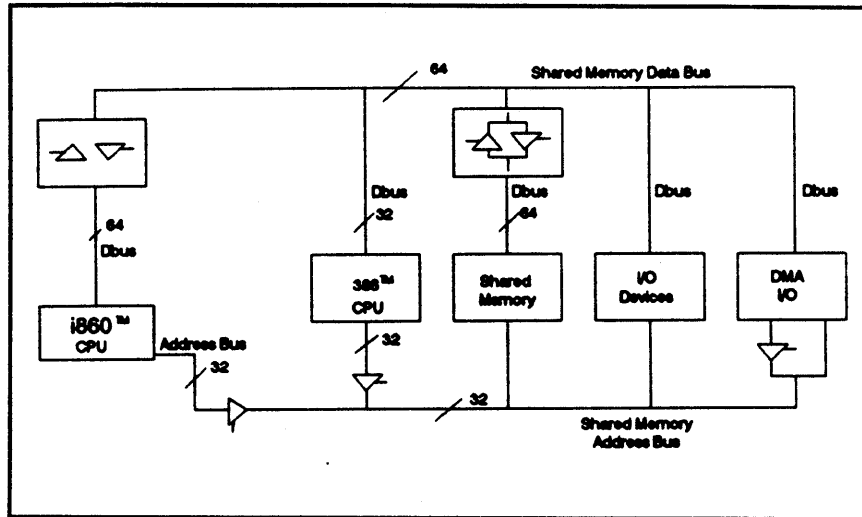 64
Shared Memory Data Bus
Dbus
32
Dbus
64
Dbus
Dbus
64
Dbus
386™
CPU
Shared
Memory
I/O
Devices
DMA
I/O
i860™
CPU
Address Bus
32
32
32
Shared Memory
Address Bus